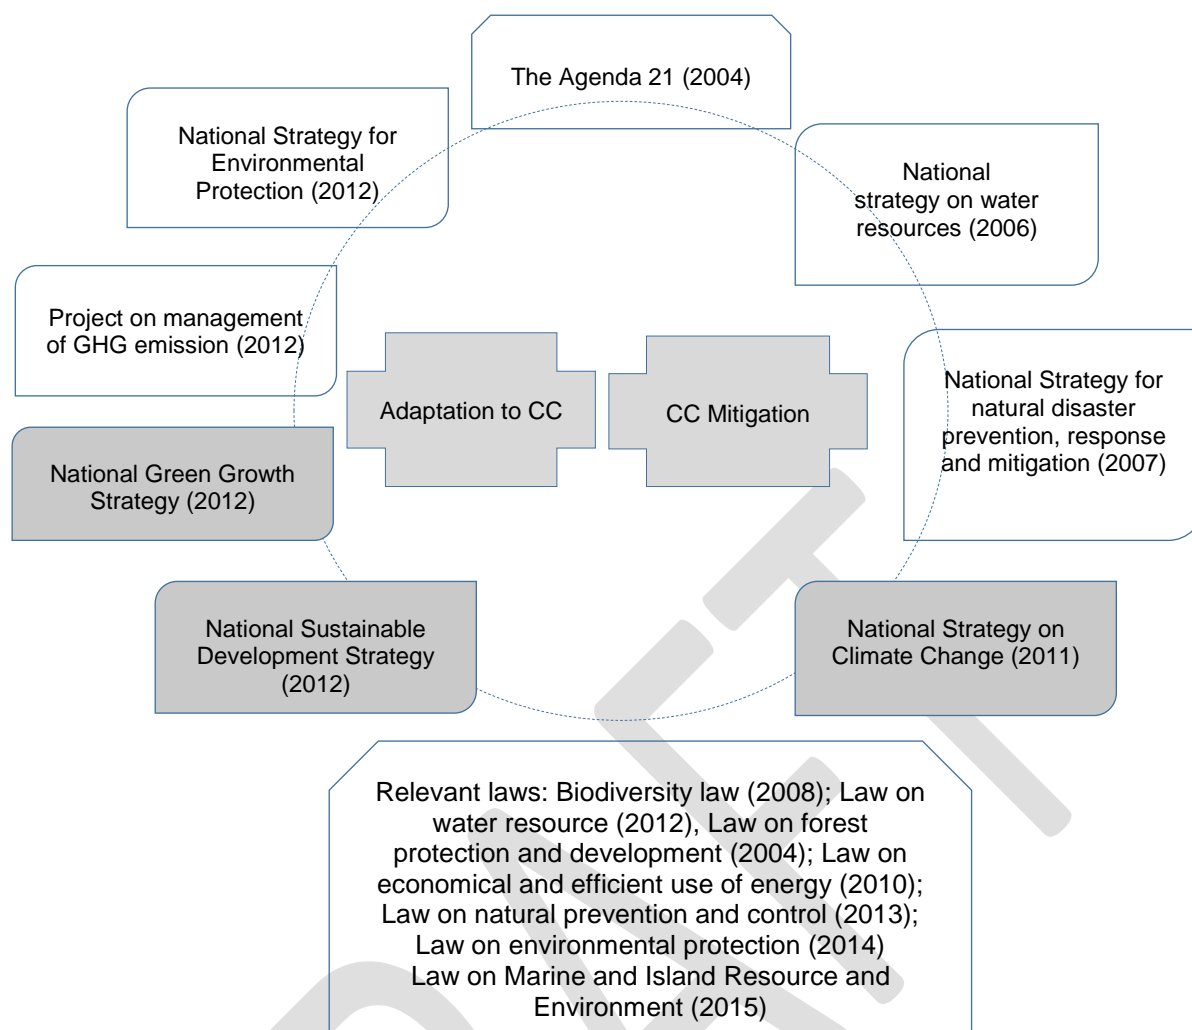 The Agenda 21 (2004)
National Strategy for
Environmental
Protection (2012)
National
strategy on water
resources (2006)
Project on management
of GHG emission (2012)
Adaptation to CC
CC Mitigation
National Strategy for
natural disaster
prevention, response
and mitigation (2007)
National Green Growth
Strategy (2012)
National Sustainable
Development Strategy
(2012)
National Strategy on
Climate Change (2011)
Relevant laws: Biodiversity law (2008); Law on
water resource (2012), Law on forest
protection and development (2004); Law on
economical and efficient use of energy (2010);
Law on natural prevention and control (2013);
Law on environmental protection (2014)
Law on Marine and Island Resource and
Environment (2015)
DRAFT